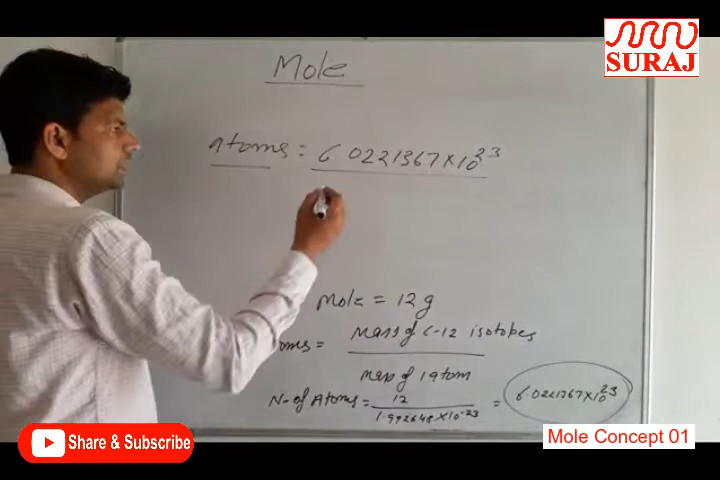 SURAJ
Mole
atoms = 6 0221367×10²³
Mole = 12 g
oms = Mass of C-12 isotopes
Mass of 1 atom
N- of Atoms = 12 = 6.0221367×10²³
1.992648×10⁻²³
Share & Subscribe
Mole Concept 01